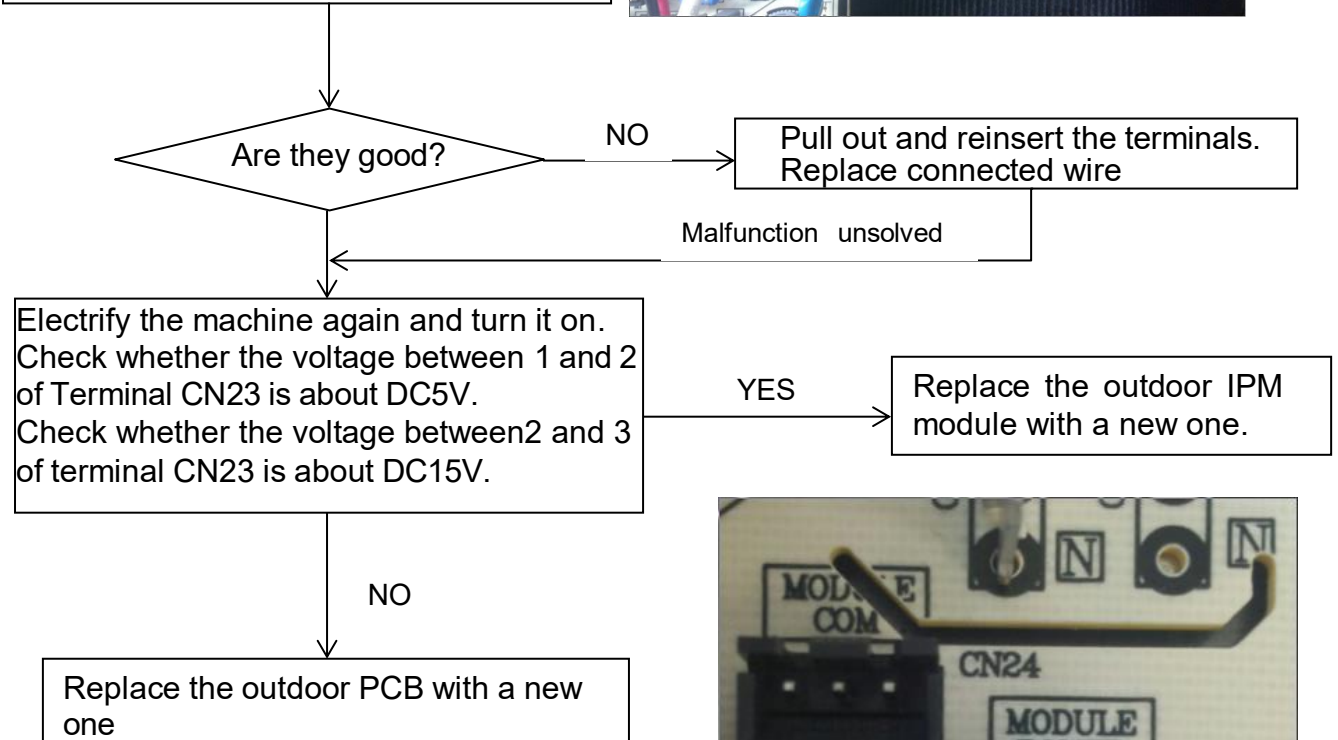 Are they good?
NO
Pull out and reinsert the terminals.
Replace connected wire
Malfunction unsolved
Electrify the machine again and turn it on.
Check whether the voltage between 1 and 2
of Terminal CN23 is about DC5V.
Check whether the voltage between2 and 3
of terminal CN23 is about DC15V.
YES
Replace the outdoor IPM
module with a new one.
NO
Replace the outdoor PCB with a new
one
N
N
COM
CN24
MODULE